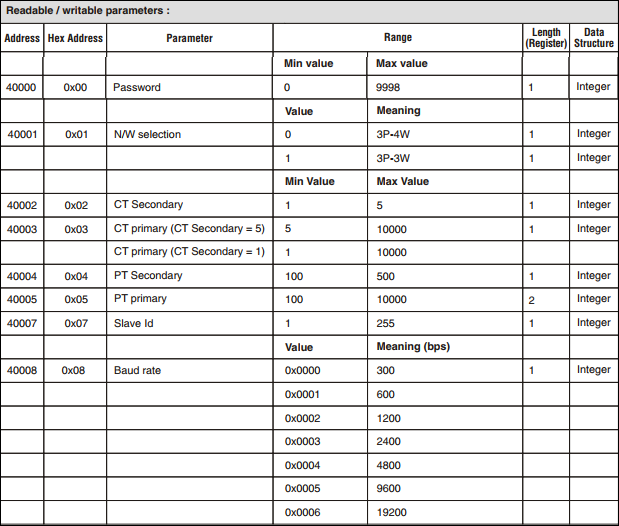 Readable / writable parameters :
Address Hex Address Parameter Range Length (Register) Data Structure
Min value Max value
40000 0x00 Password 0 9998 1 Integer
Value Meaning
40001 0x01 N/W selection 0 3P-4W 1 Integer
1 3P-3W 1 Integer
Min Value Max Value
40002 0x02 CT Secondary 1 5 1 Integer
40003 0x03 CT primary (CT Secondary = 5) 5 10000 1 Integer
CT primary (CT Secondary = 1) 1 10000
40004 0x04 PT Secondary 100 500 1 Integer
40005 0x05 PT primary 100 10000 2 Integer
40007 0x07 Slave Id 1 255 1 Integer
Value Meaning (bps)
40008 0x08 Baud rate 0x0000 300 1 Integer
0x0001 600
0x0002 1200
0x0003 2400
0x0004 4800
0x0005 9600
0x0006 19200